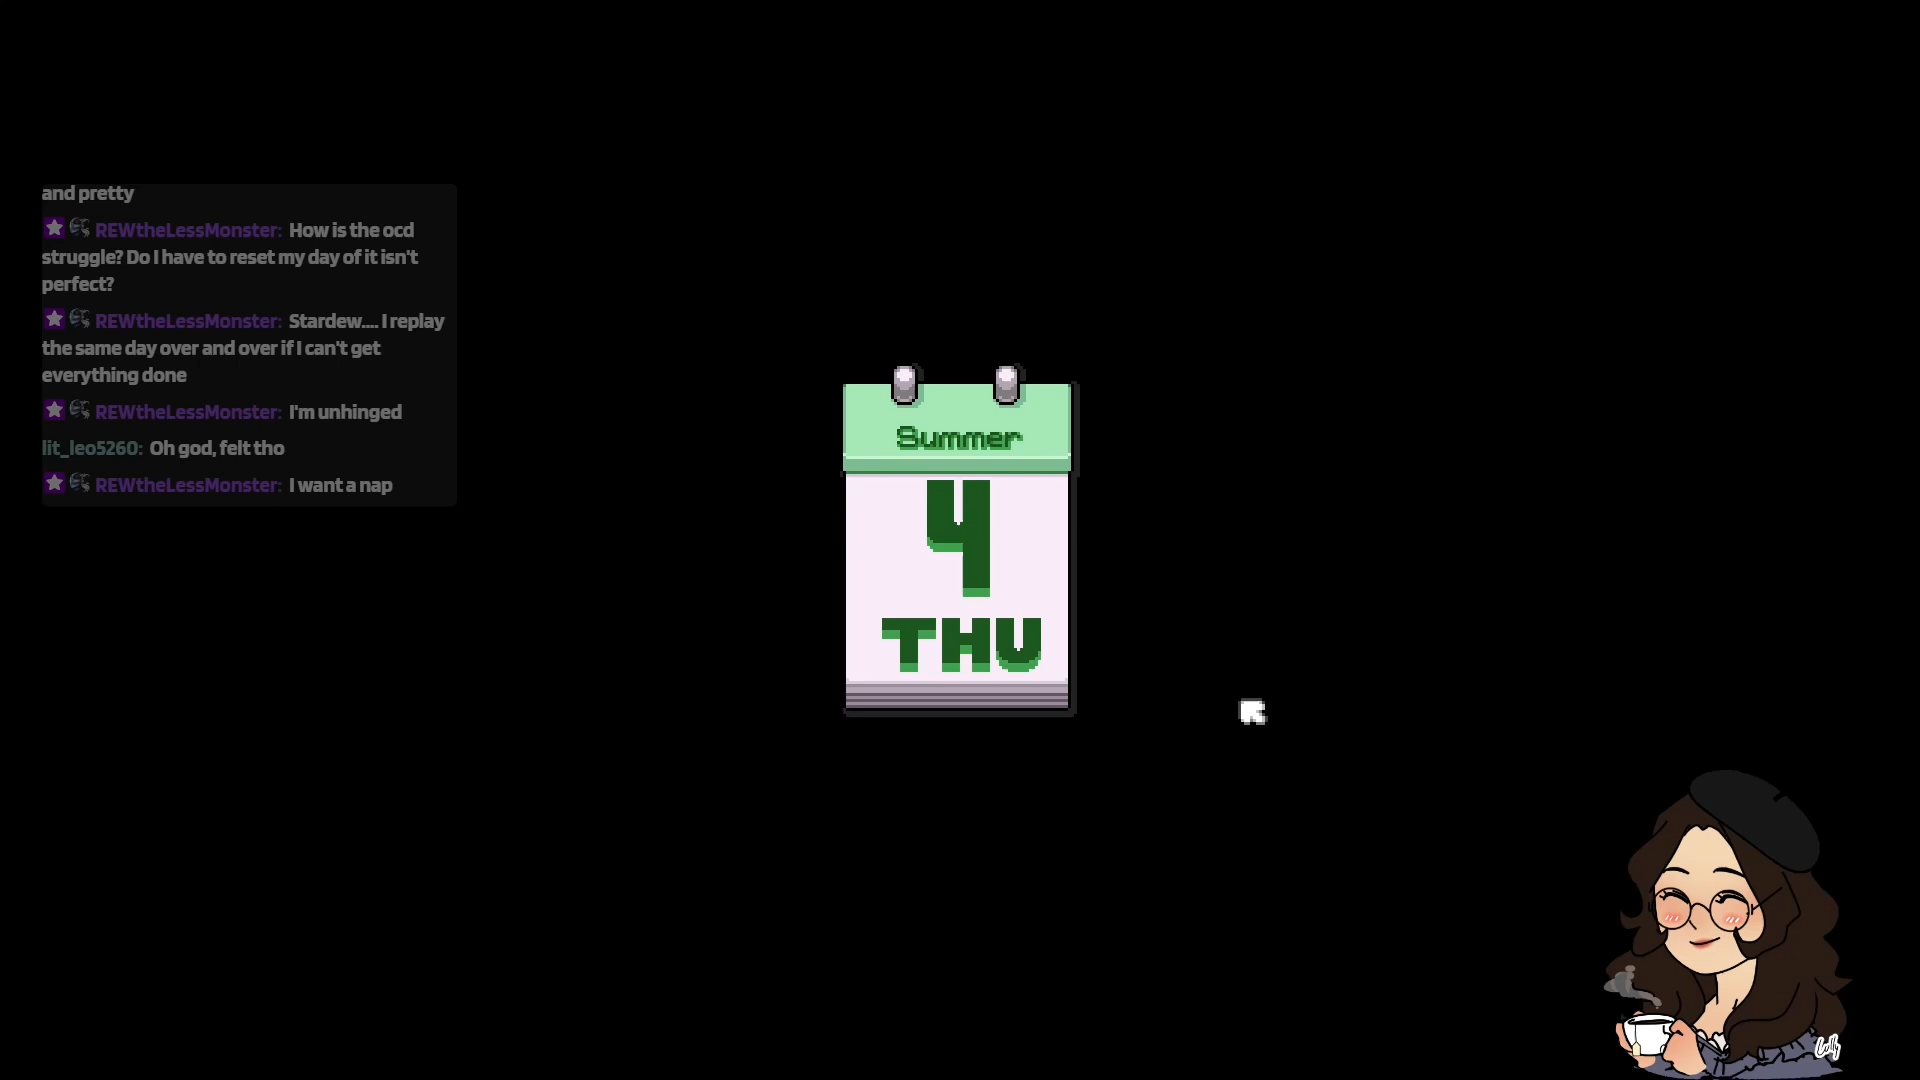 and pretty
REWtheLessMonster: How is the ocd
struggle? Do I have to reset my day of it isn't
perfect?
REWtheLessMonster: Stardew.... I replay
the same day over and over if I can't get
everything done
REWtheLessMonster: I'm unhinged
lit_leo5260: Oh god, felt tho
REWtheLessMonster: I want a nap
Summer
4
THU